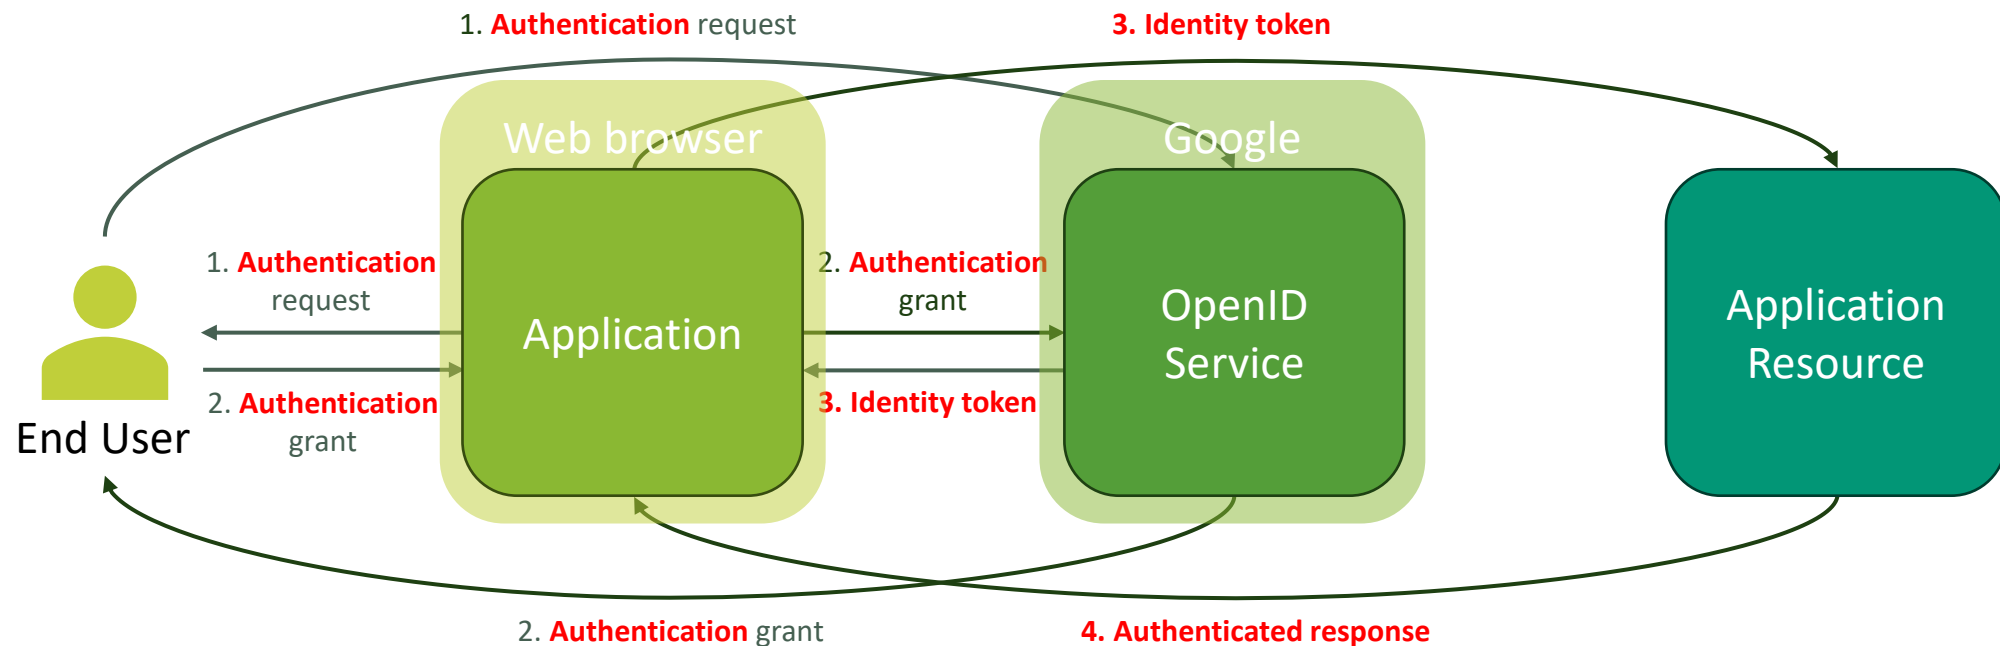 1. Authentication request
3. Identity token
Web browser
Google
1. Authentication
request
2. Authentication
grant
Application
OpenID
Service
Application
Resource
2. Authentication
grant
3. Identity token
End User
2. Authentication grant
4. Authenticated response